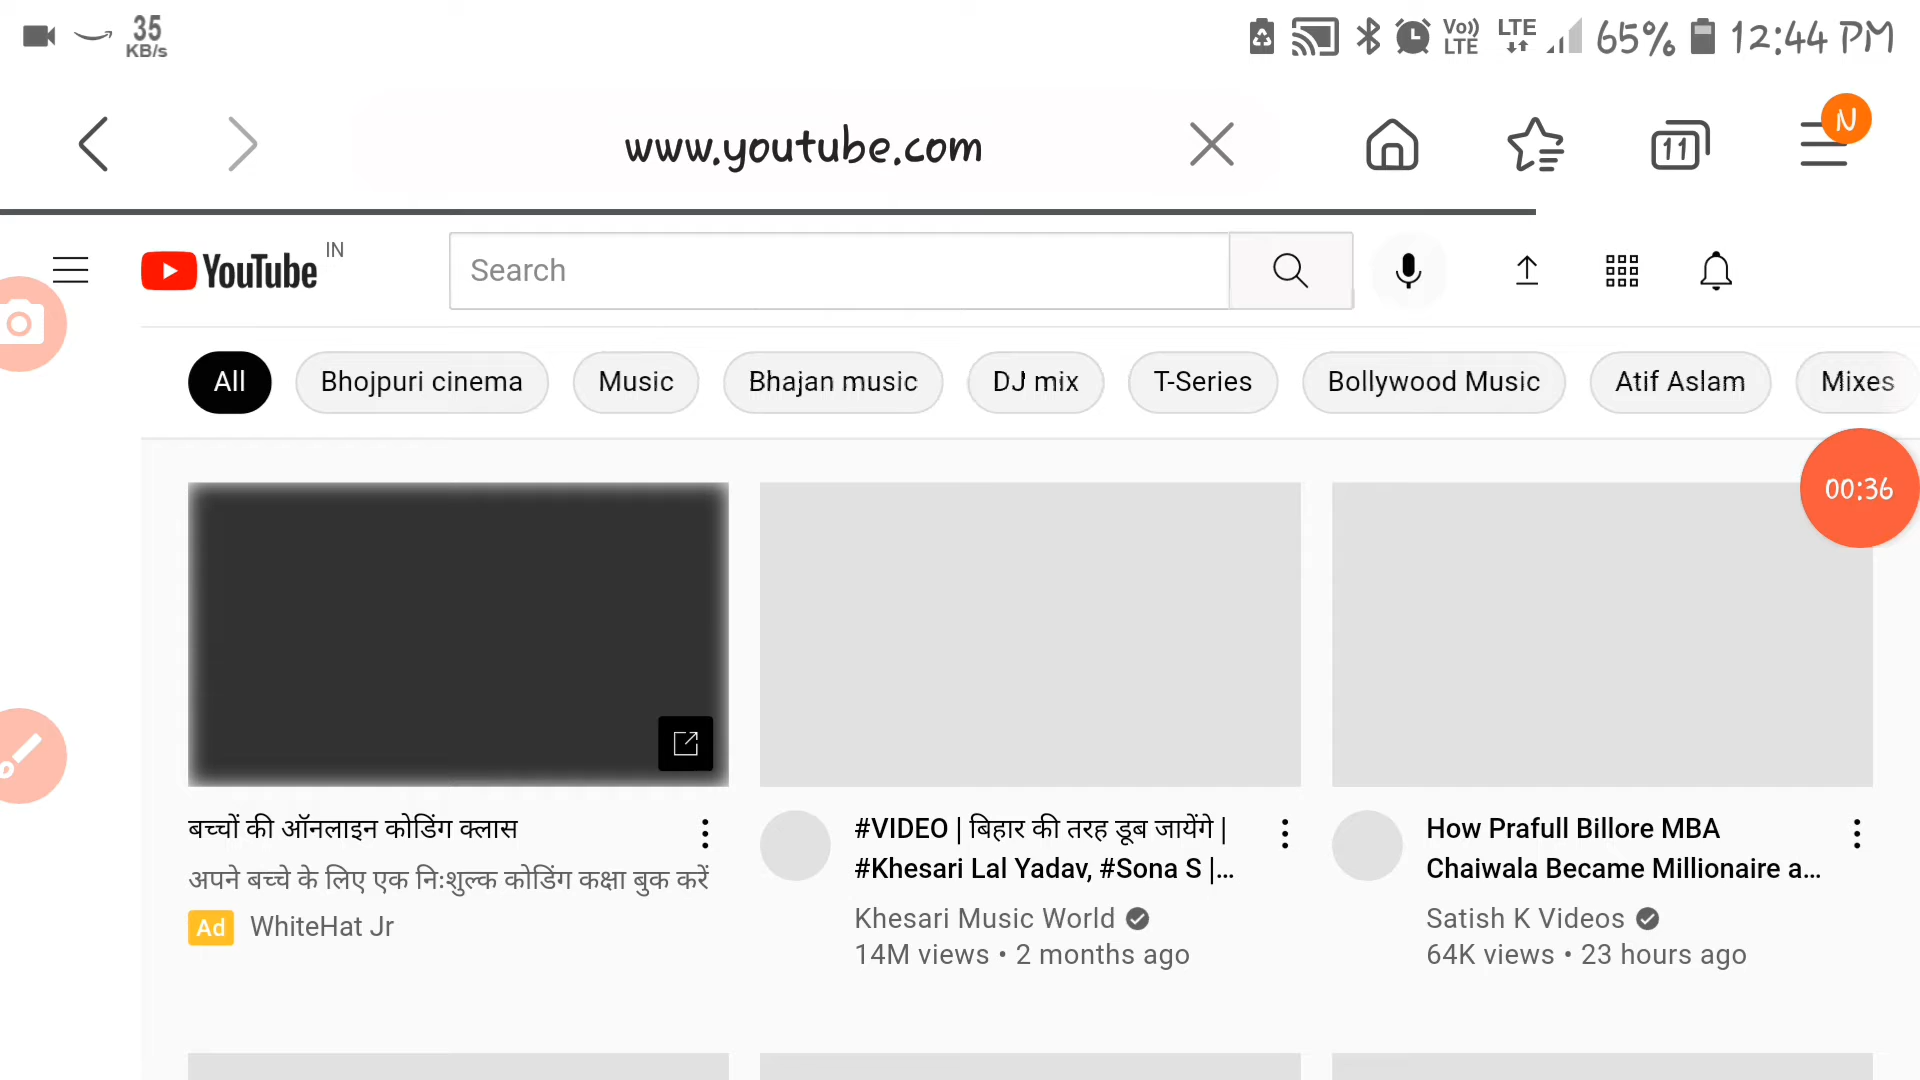 35
KB/s
Vo))
LTE
LTE
65%
12:44 PM
www.youtube.com
11
N
YouTube IN
Search
All
Bhojpuri cinema
Music
Bhajan music
DJ mix
T-Series
Bollywood Music
Atif Aslam
Mixes
00:36
बच्चों की ऑनलाइन कोडिंग क्लास
अपने बच्चे के लिए एक नि:शुल्क कोडिंग कक्षा बुक करें
Ad WhiteHat Jr
#VIDEO | बिहार की तरह डूब जायेंगे |
#Khesari Lal Yadav, #Sona S |...
Khesari Music World
14M views • 2 months ago
How Prafull Billore MBA
Chaiwala Became Millionaire a...
Satish K Videos
64K views • 23 hours ago